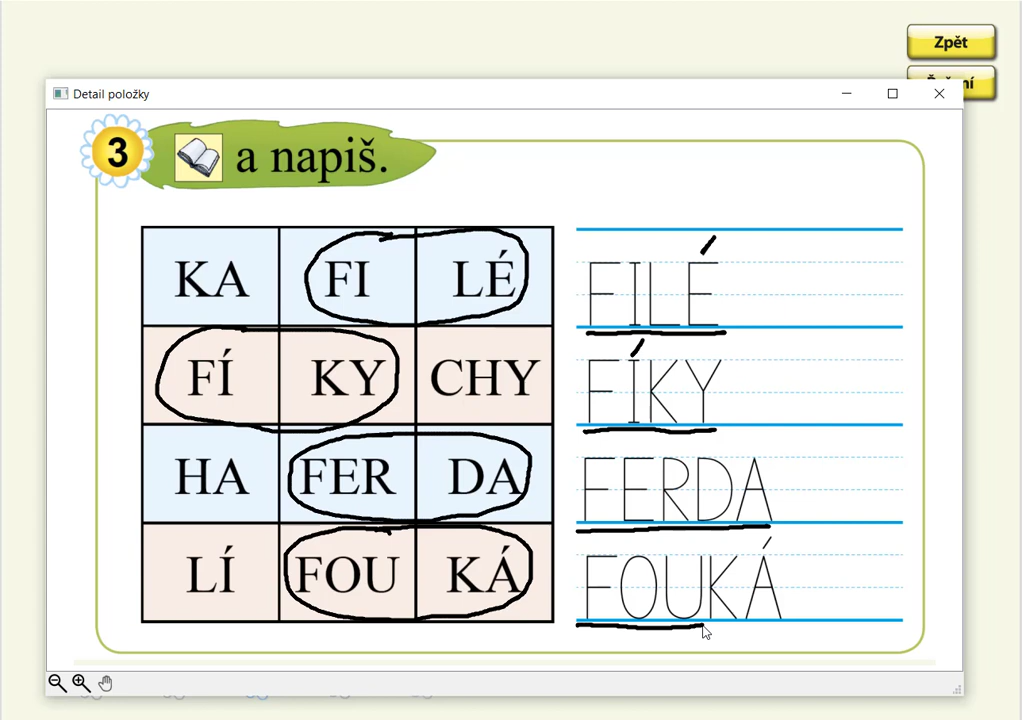 Zpět
Detail položky
3 a napiš.
KA FI LÉ FILÉ
FÍ KY CHY FÍKY
HA FER DA FERDA
LÍ FOU KÁ FOUKÁ